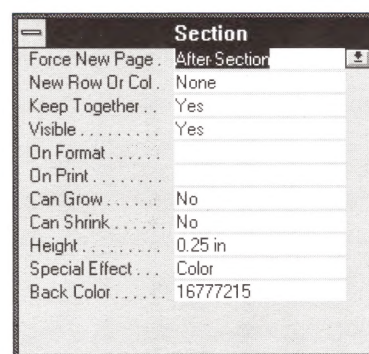 Section
Force New Page . After Section
New Row Or Col . None
Keep Together . . Yes
Visible . . . . . . . . . Yes
On Format . . . . . .
On Print . . . . . . . .
Can Grow . . . . . . No
Can Shrink . . . . . . No
Height . . . . . . . . . 0.25 in
Special Effect . . . Color
Back Color . . . . . . 16777215